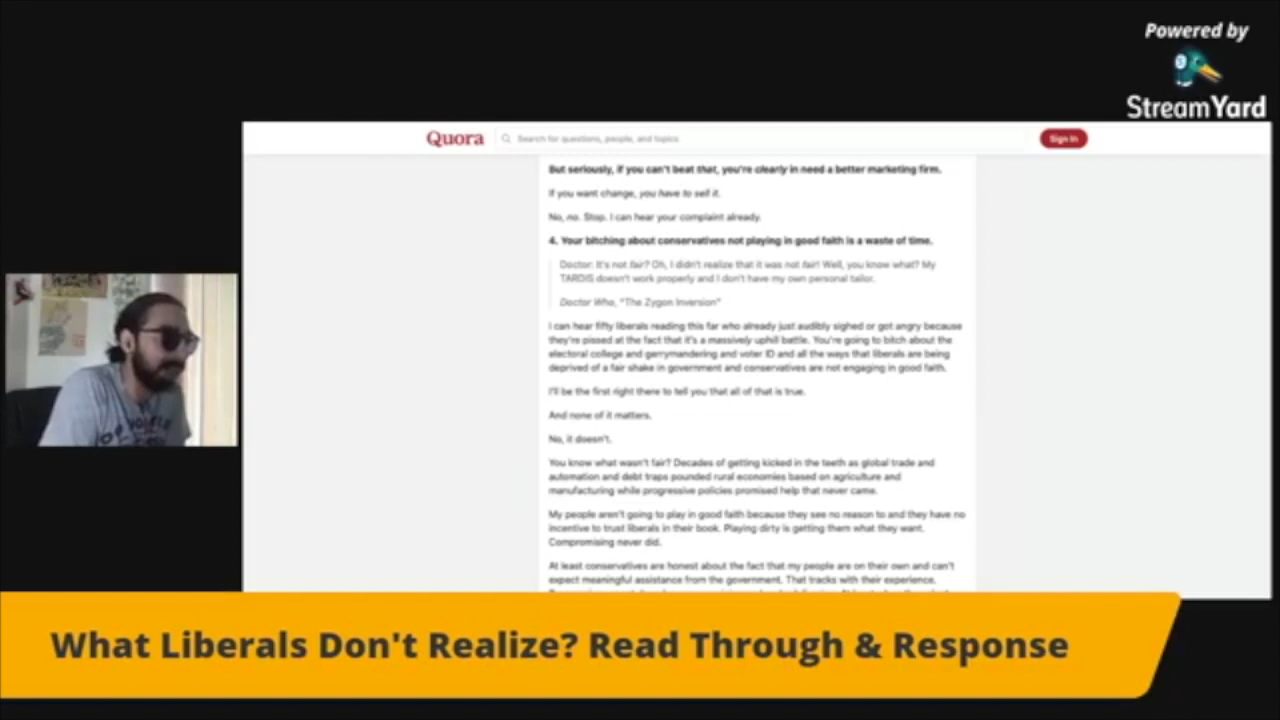 Powered by
StreamYard
Quora
Search for questions, people, and topics
Sign In
But seriously, if you can't beat that, you're clearly in need a better marketing firm.
If you want change, you have to sell it.
No, no. Stop. I can hear your complaint already.
4. Your bitching about conservatives not playing in good faith is a waste of time.
Doctor: It's not fair? Oh, I didn't realize that it was not fair! Well, you know what? My
TARDIS doesn't work properly and I don't have my own personal tailor.
Doctor Who, "The Zygon Inversion"
I can hear fifty liberals reading this far who already just audibly sighed or got angry because
they're pissed at the fact that it's a massively uphill battle. You're going to bitch about the
electoral college and gerrymandering and voter ID and all the ways that liberals are being
deprived of a fair shake in government and conservatives are not engaging in good faith.
I'll be the first right there to tell you that all of that is true.
And none of it matters.
No, it doesn't.
You know what wasn't fair? Decades of getting kicked in the teeth as global trade and
automation and debt traps pounded rural economies based on agriculture and
manufacturing while progressive policies promised help that never came.
My people aren't going to play in good faith because they see no reason to and they have no
incentive to trust liberals in their book. Playing dirty is getting them what they want.
Compromising never did.
At least conservatives are honest about the fact that my people are on their own and can't
expect meaningful assistance from the government. That tracks with their experience.
What Liberals Don't Realize? Read Through & Response